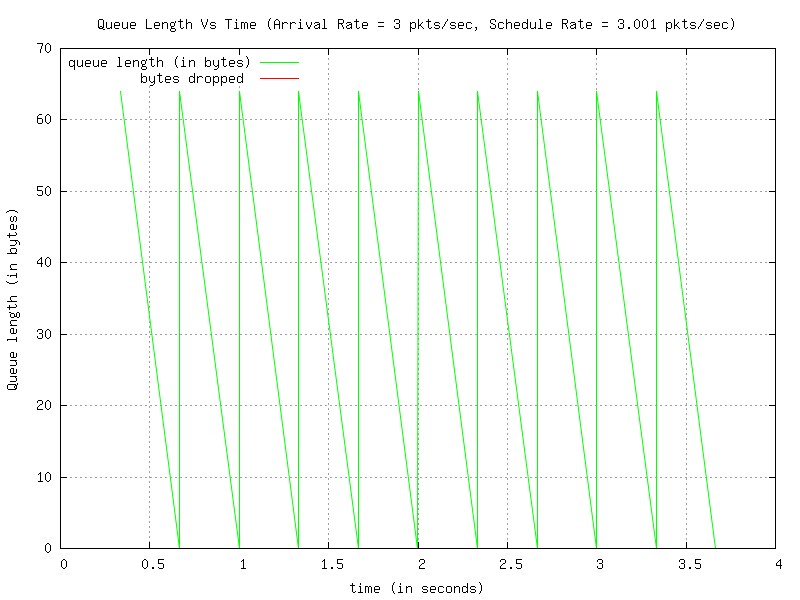 Queue Length Vs Time (Arrival Rate = 3 pkts/sec, Schedule Rate = 3.001 pkts/sec)
70
queue length (in bytes)
bytes dropped
60
50
40
30
20
10
0
Queue length (in bytes)
0 0.5 1 1.5 2 2.5 3 3.5 4
time (in seconds)